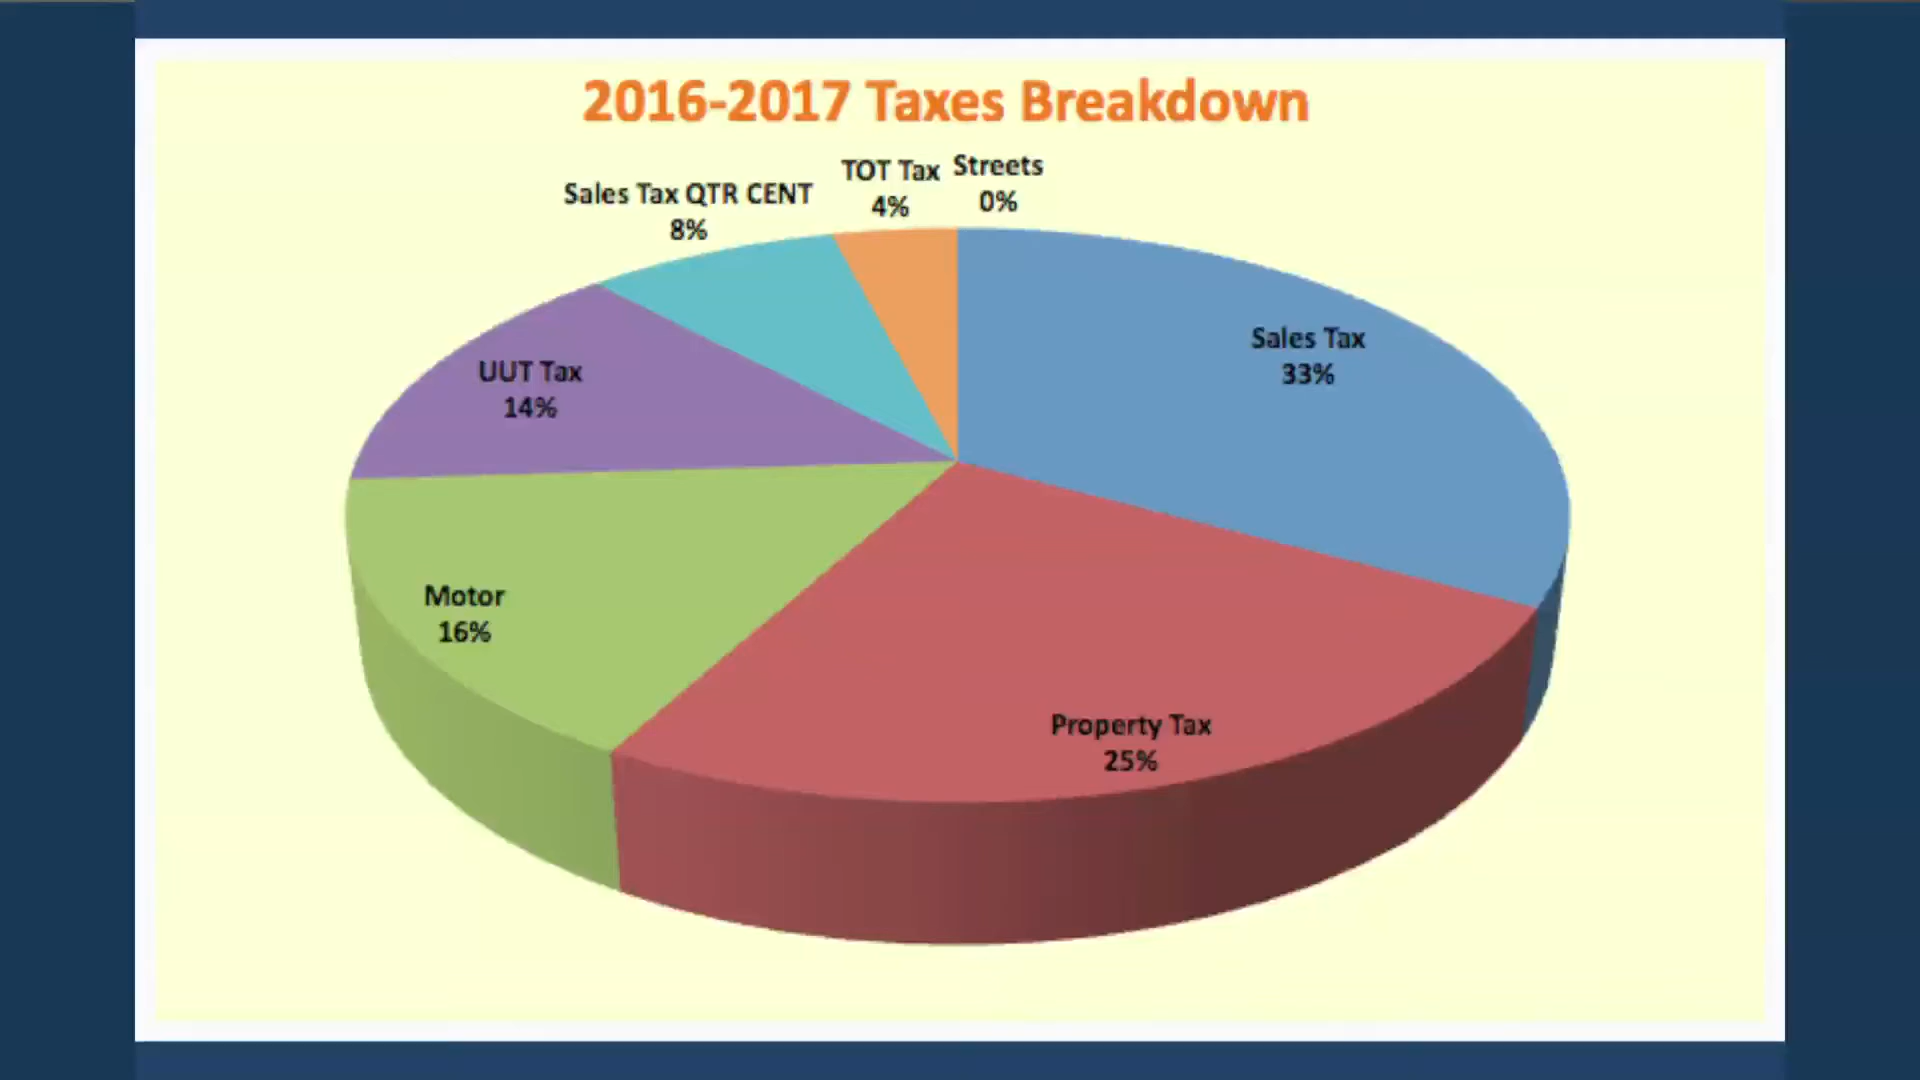 2016-2017 Taxes Breakdown
TOT Tax
4%
Streets
0%
Sales Tax QTR CENT
8%
Sales Tax
33%
UUT Tax
14%
Motor
16%
Property Tax
25%